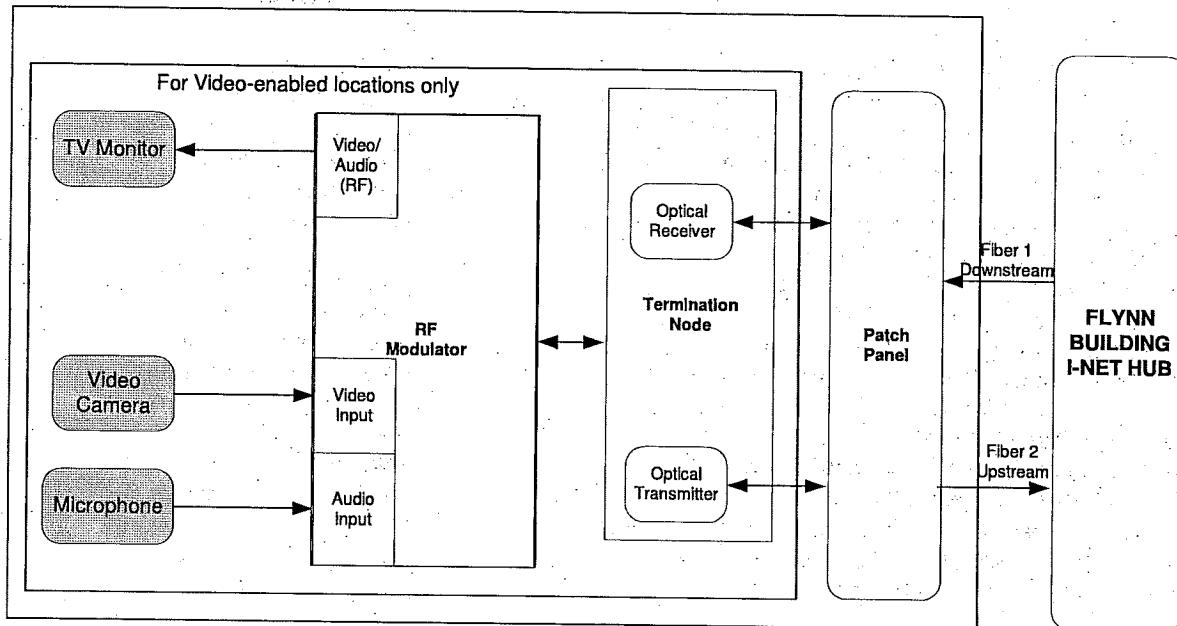 For Video-enabled locations only
TV Monitor
Video/
Audio
(RF)
Optical
Receiver
Fiber 1
Downstream
Termination
Node
RF
Modulator
Patch
Panel
FLYNN
BUILDING
I-NET HUB
Video
Camera
Video
Input
Optical
Transmitter
Fiber 2
Upstream
Microphone
Audio
Input